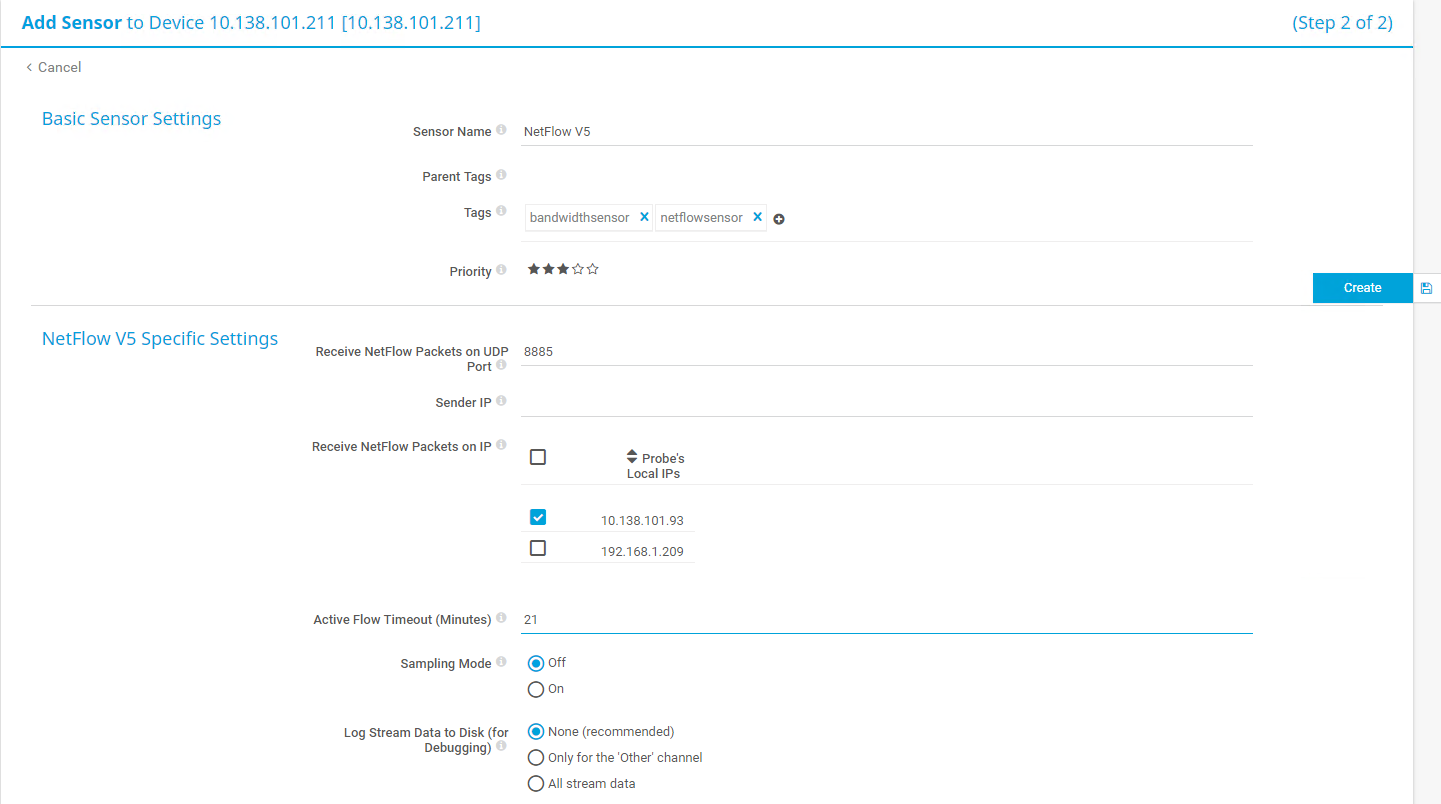 Add Sensor to Device 10.138.101.211 [10.138.101.211]
(Step 2 of 2)
Cancel
Basic Sensor Settings
Sensor Name
NetFlow V5
Parent Tags
Tags
bandwidthsensor
netflowsensor
Priority
Create
NetFlow V5 Specific Settings
Receive NetFlow Packets on UDP
Port
8885
Sender IP
Receive NetFlow Packets on IP
Probe's
Local IPs
10.138.101.93
192.168.1.209
Active Flow Timeout (Minutes)
21
Sampling Mode
Off
On
Log Stream Data to Disk (for
Debugging)
None (recommended)
Only for the 'Other' channel
All stream data